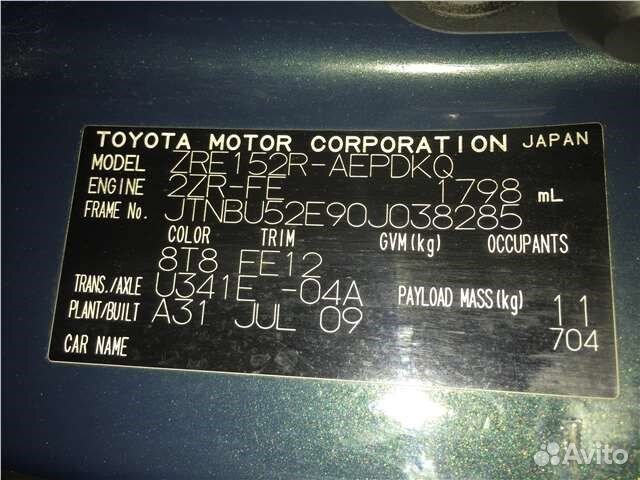 TOYOTA MOTOR CORPORATION JAPAN
MODEL ZRE152R-AEPDKQ
ENGINE 2ZR-FE 1798 mL
FRAME No. JTNBU52E90J038285
COLOR TRIM GVM(kg) OCCUPANTS
8T8 FE12
TRANS./AXLE U341E -04A PAYLOAD MASS(kg) 11
PLANT/BUILT A31 JUL 09 704
CAR NAME
Avito